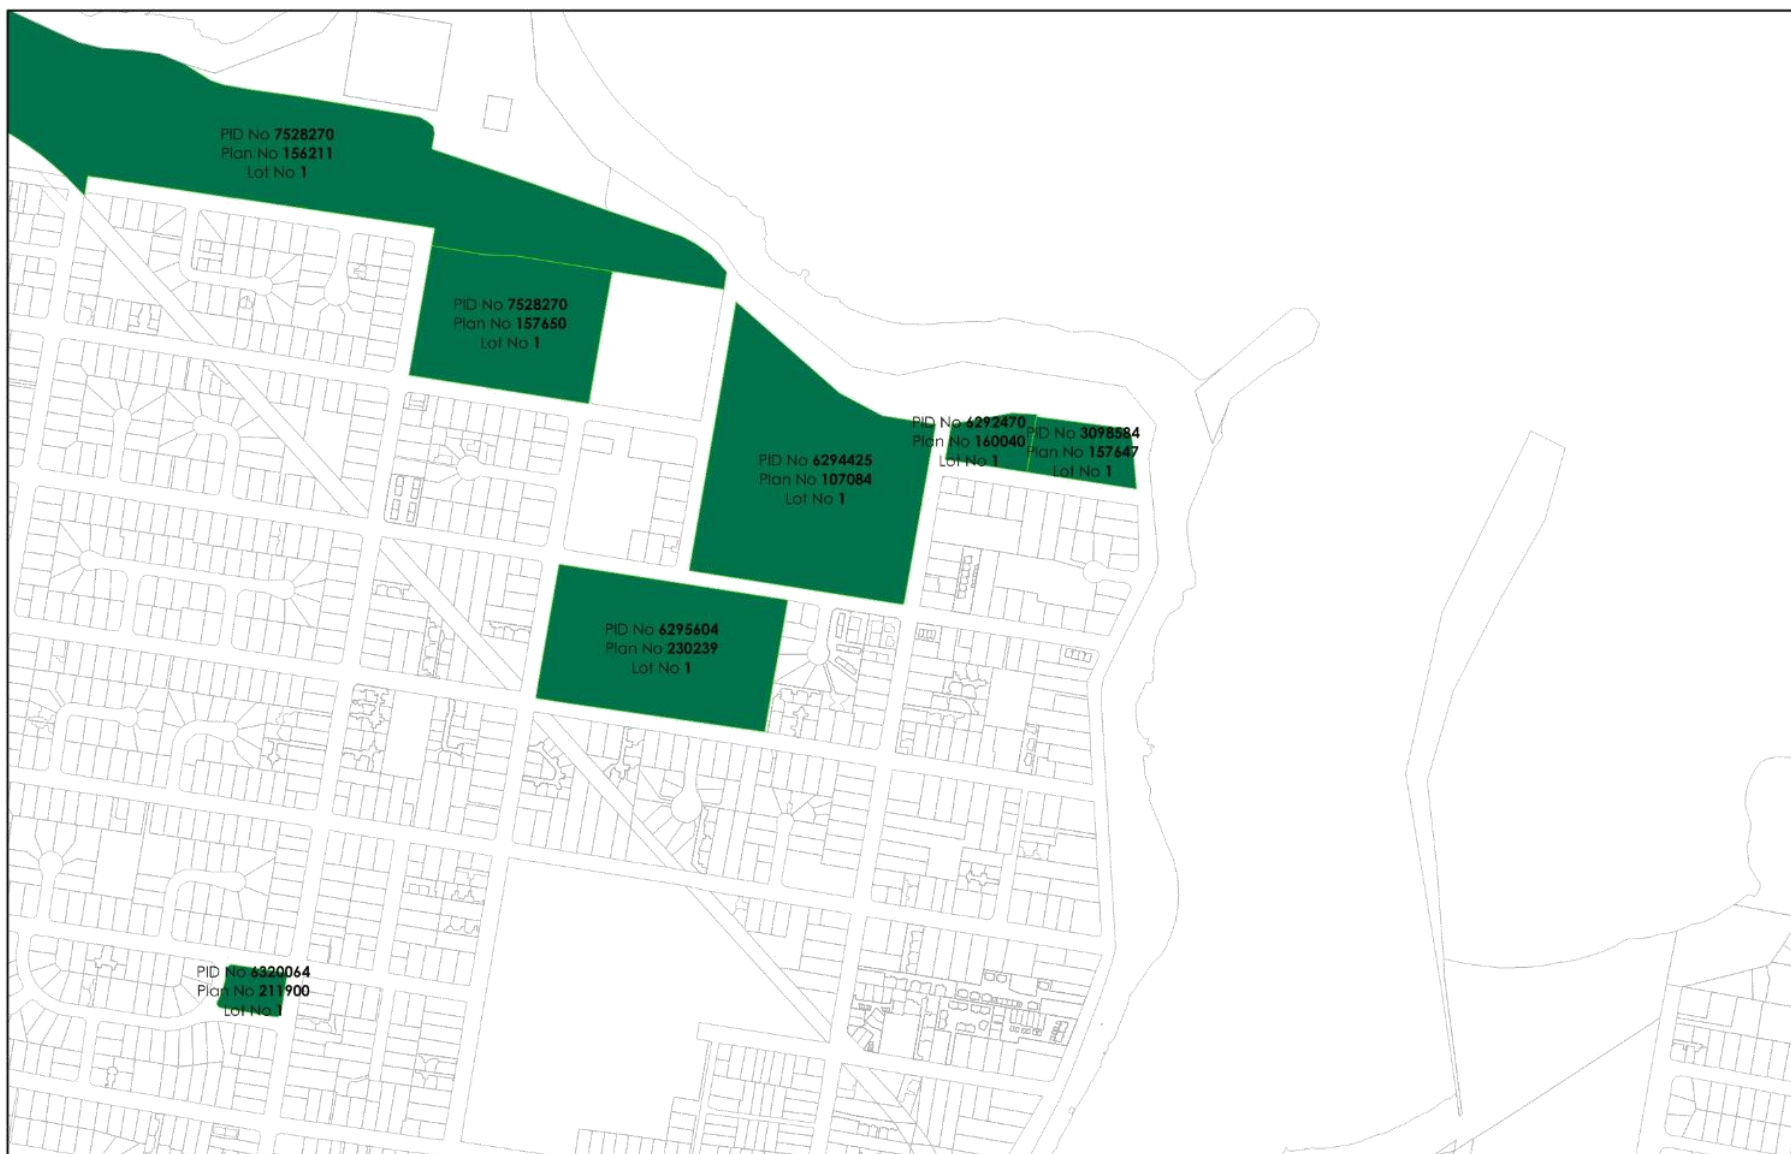 PID No 7528270
Plan No 156211
Lot No 1
PID No 7528270
Plan No 157650
Lot No 1
PID No 6292470
Plan No 160040
Lot No 1
PID No 3098584
Plan No 157647
Lot No 1
PID No 6294425
Plan No 107084
Lot No 1
PID No 6295604
Plan No 230239
Lot No 1
PID No 6320064
Plan No 211900
Lot No 1